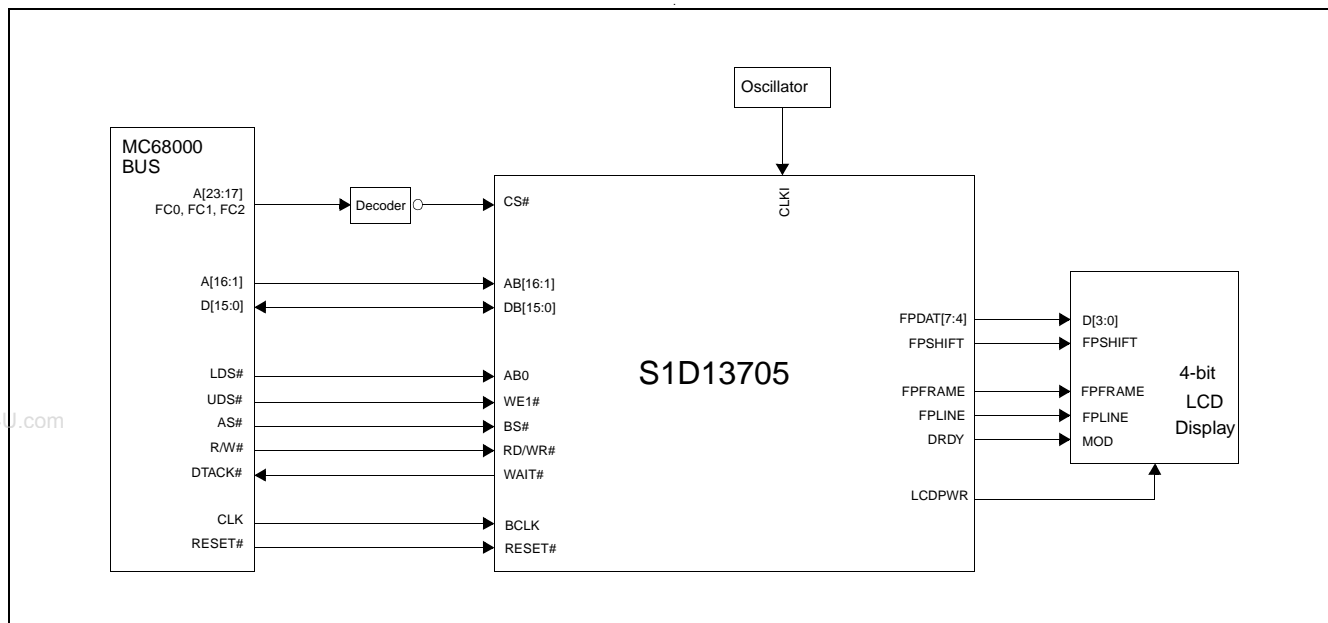 Oscillator
MC68000
BUS
A[23:17]
FC0, FC1, FC2
Decoder
CS#
CLKI
A[16:1]
AB[16:1]
D[15:0]
DB[15:0]
FPDAT[7:4]
D[3:0]
FPSHIFT
FPSHIFT
S1D13705
4-bit
LCD
Display
LDS#
AB0
UDS#
WE1#
FPFRAME
FPFRAME
AS#
BS#
FPLINE
FPLINE
R/W#
RD/WR#
DRDY
MOD
DTACK#
WAIT#
LCDPWR
CLK
BCLK
RESET#
RESET#
U.com